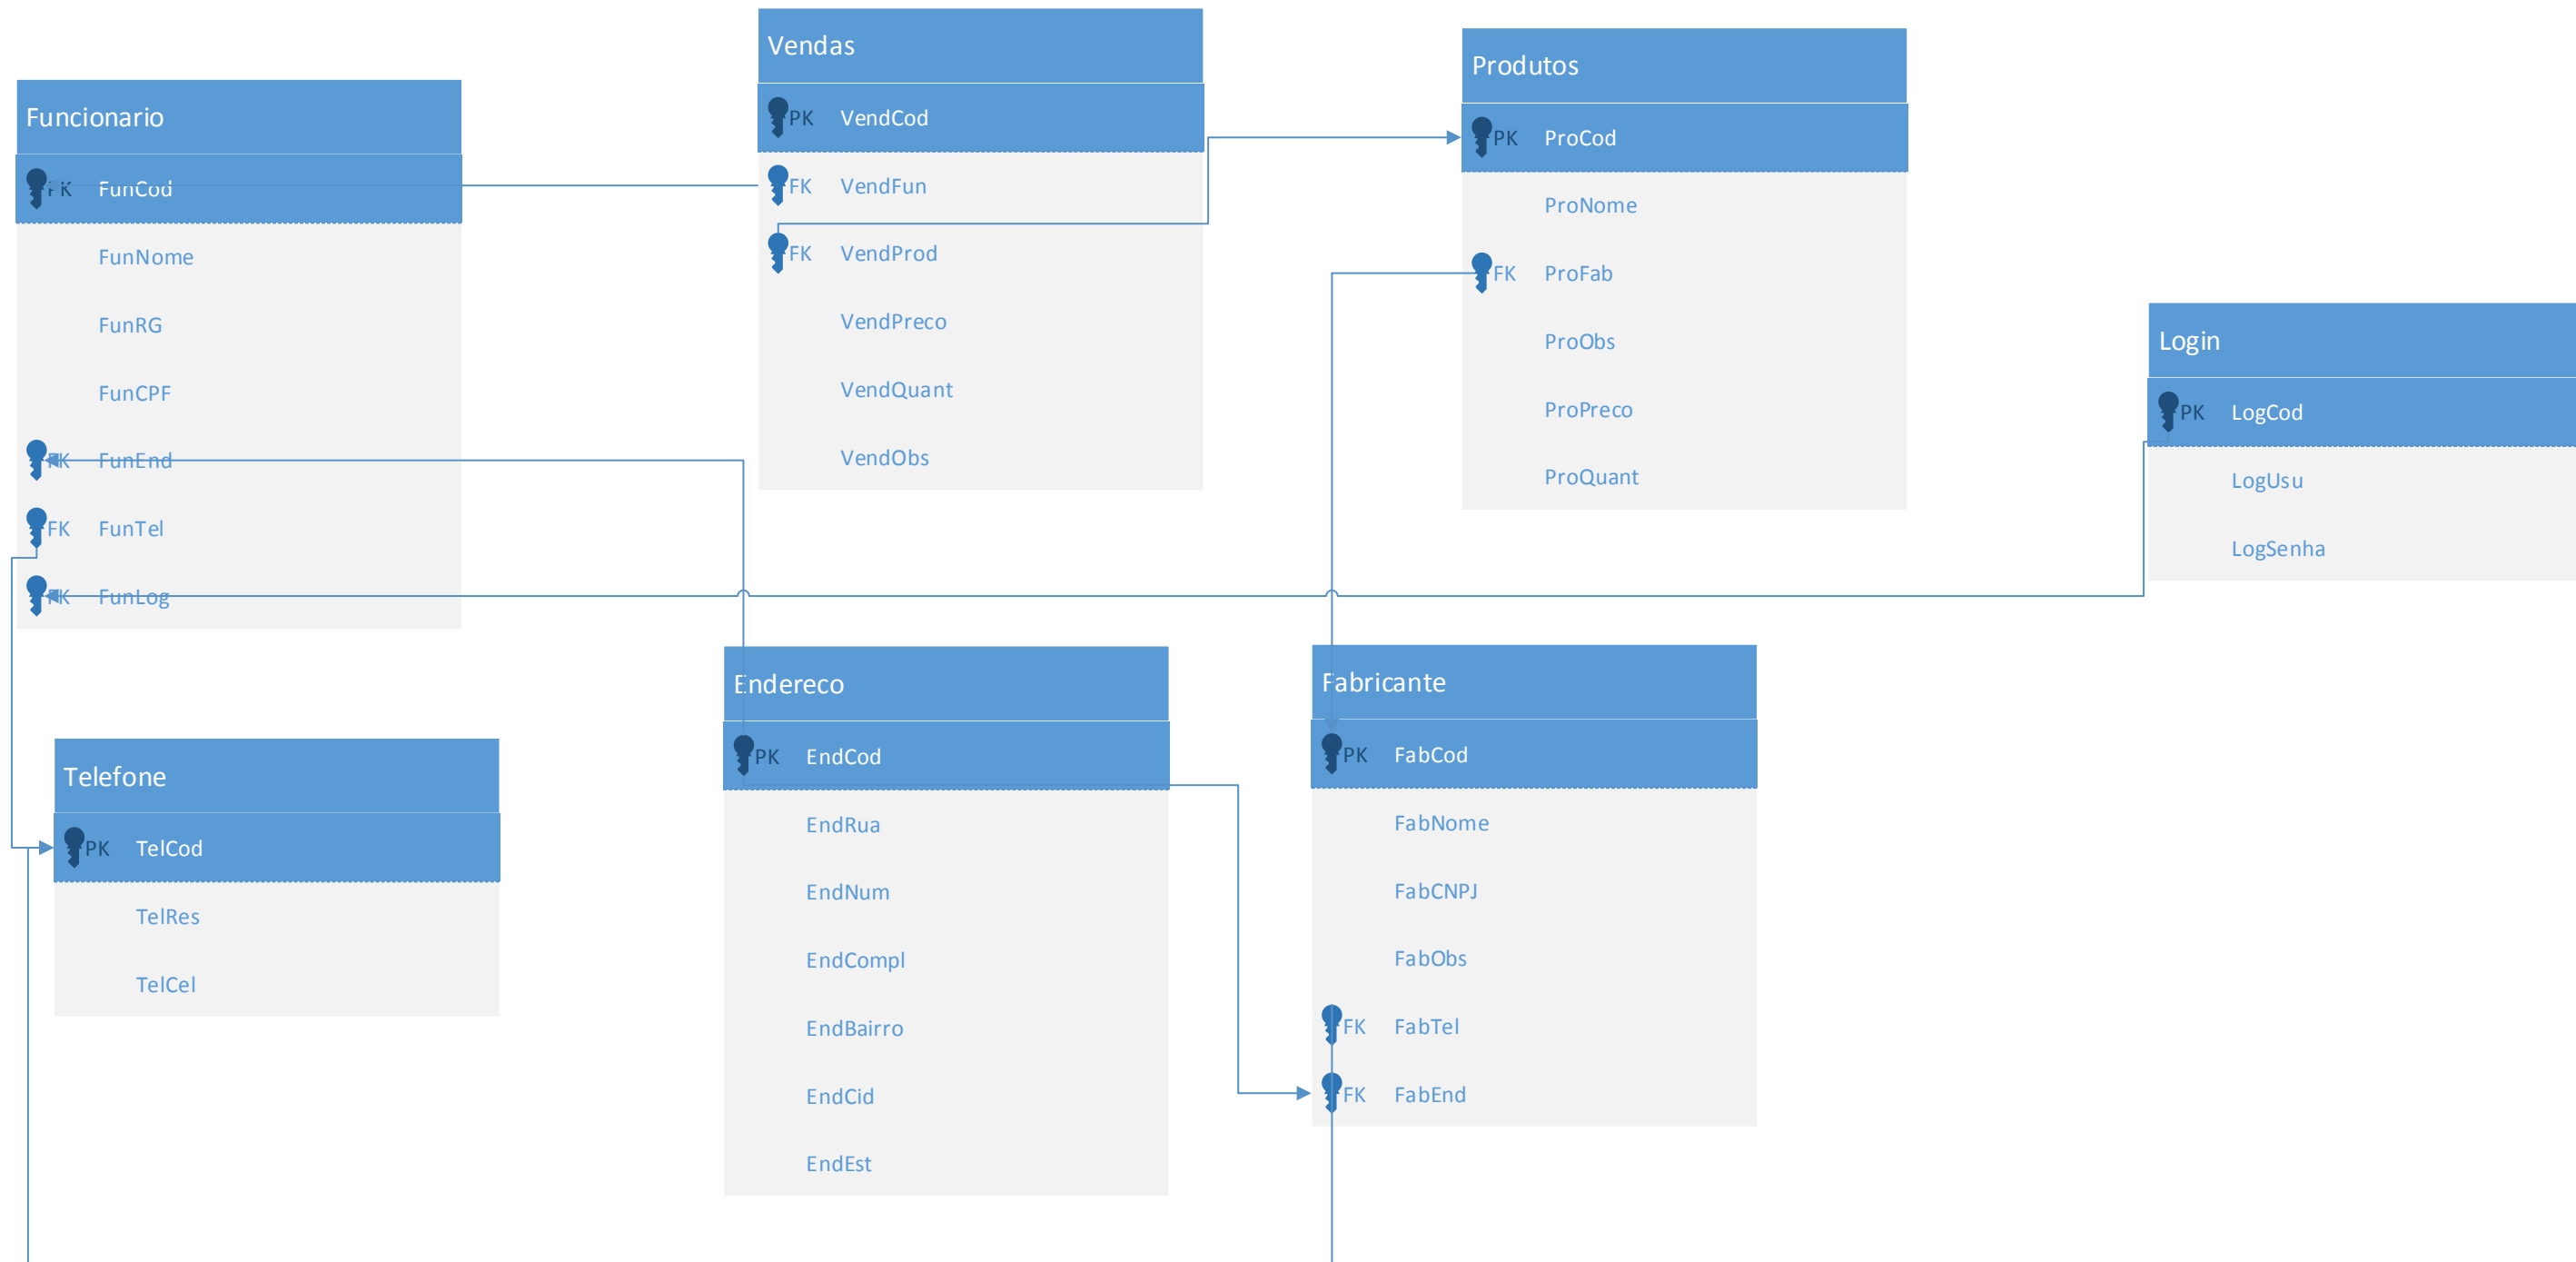 Funcionario
PK FunCod
FunNome
FunRG
FunCPF
FK FunEnd
FK FunTel
FK FunLog
Vendas
PK VendCod
FK VendFun
FK VendProd
VendPreco
VendQuant
VendObs
Produtos
PK ProCod
ProNome
FK ProFab
ProObs
ProPreco
ProQuant
Login
PK LogCod
LogUsu
LogSenha
Telefone
PK TelCod
TelRes
TelCel
Endereco
PK EndCod
EndRua
EndNum
EndCompl
EndBairro
EndCid
EndEst
Fabricante
PK FabCod
FabNome
FabCNPJ
FabObs
FK FabTel
FK FabEnd